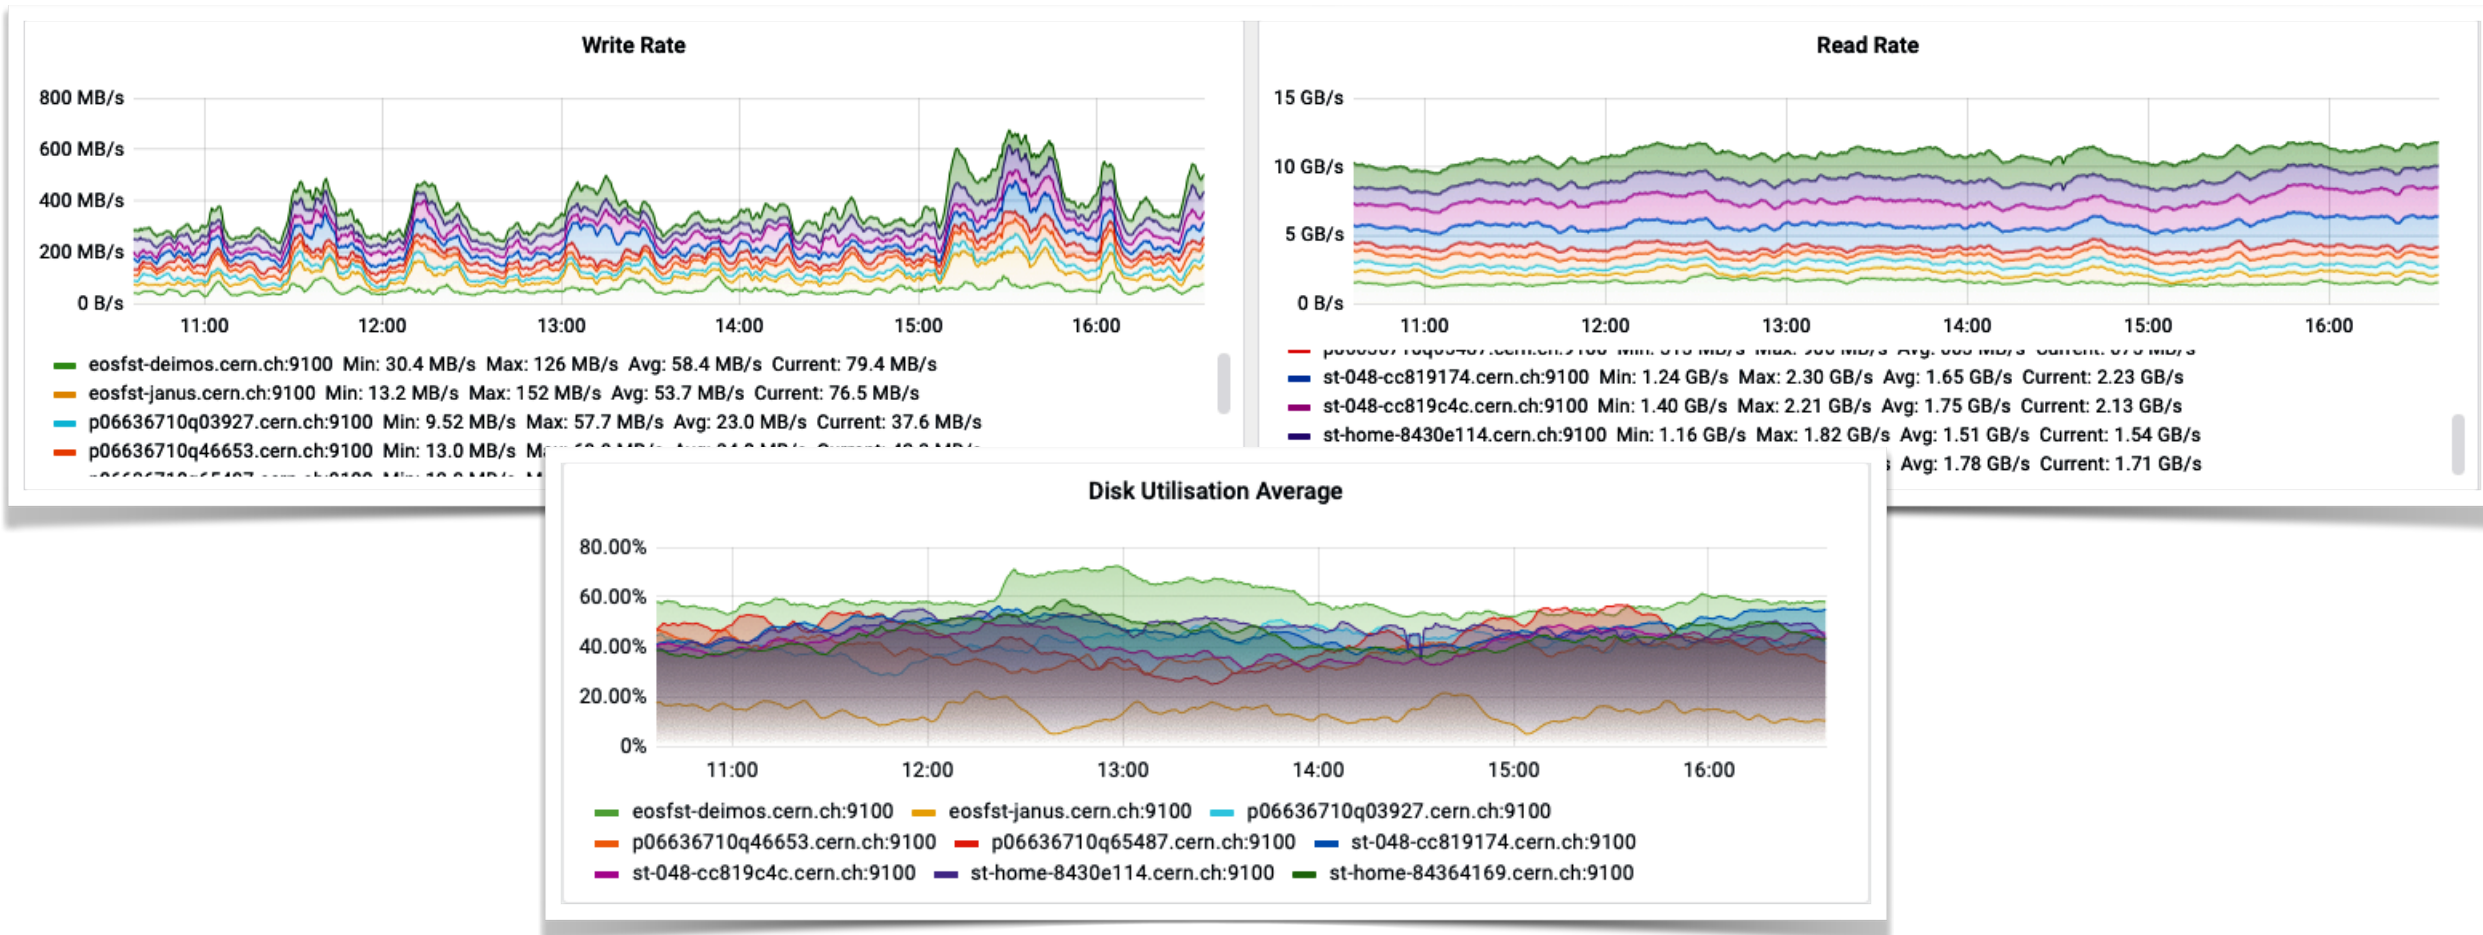 Write Rate
800 MB/s
600 MB/s
400 MB/s
200 MB/s
0 B/s
11:00 12:00 13:00 14:00 15:00 16:00
eosfst-deimos.cern.ch:9100 Min: 30.4 MB/s Max: 126 MB/s Avg: 58.4 MB/s Current: 79.4 MB/s
eosfst-janus.cern.ch:9100 Min: 13.2 MB/s Max: 152 MB/s Avg: 53.7 MB/s Current: 76.5 MB/s
p06636710q03927.cern.ch:9100 Min: 9.52 MB/s Max: 57.7 MB/s Avg: 23.0 MB/s Current: 37.6 MB/s
p06636710q46653.cern.ch:9100 Min: 13.0 MB/s
Read Rate
15 GB/s
10 GB/s
5 GB/s
0 B/s
11:00 12:00 13:00 14:00 15:00 16:00
st-048-cc819174.cern.ch:9100 Min: 1.24 GB/s Max: 2.30 GB/s Avg: 1.65 GB/s Current: 2.23 GB/s
st-048-cc819c4c.cern.ch:9100 Min: 1.40 GB/s Max: 2.21 GB/s Avg: 1.75 GB/s Current: 2.13 GB/s
st-home-8430e114.cern.ch:9100 Min: 1.16 GB/s Max: 1.82 GB/s Avg: 1.51 GB/s Current: 1.54 GB/s
Avg: 1.78 GB/s Current: 1.71 GB/s
Disk Utilisation Average
80.00%
60.00%
40.00%
20.00%
0%
11:00 12:00 13:00 14:00 15:00 16:00
eosfst-deimos.cern.ch:9100 eosfst-janus.cern.ch:9100 p06636710q03927.cern.ch:9100
p06636710q46653.cern.ch:9100 p06636710q65487.cern.ch:9100 st-048-cc819174.cern.ch:9100
st-048-cc819c4c.cern.ch:9100 st-home-8430e114.cern.ch:9100 st-home-84364169.cern.ch:9100